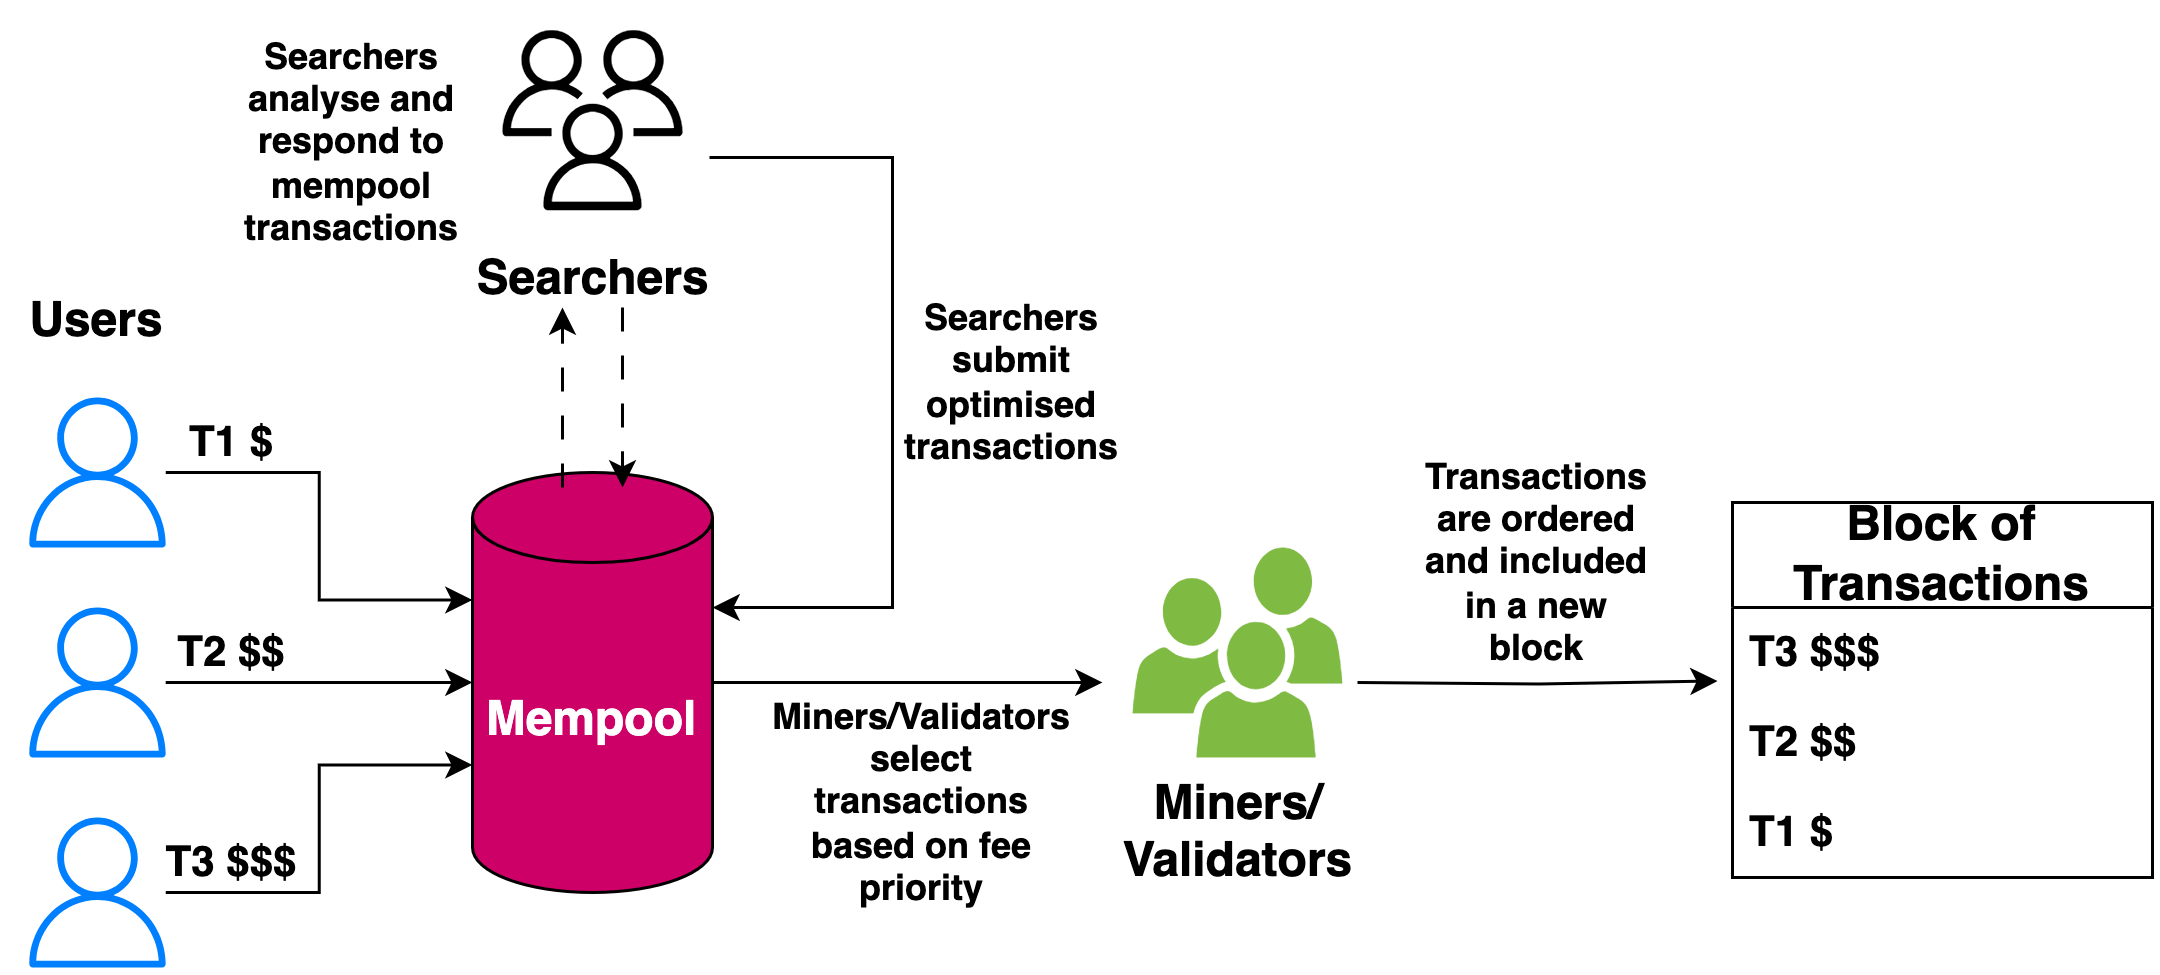 Searchers
analyse and
respond to
mempool
transactions
Searchers
Users
T1 $
T2 $$
T3 $$$
Mempool
Searchers
submit
optimised
transactions
Miners/Validators
select
transactions
based on fee
priority
Miners/
Validators
Transactions
are ordered
and included
in a new
block
Block of
Transactions
T3 $$$
T2 $$
T1 $